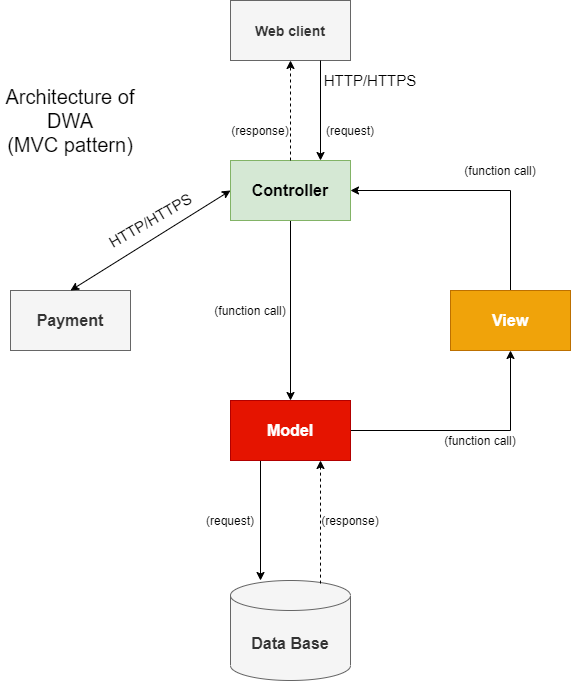 Web client
HTTP/HTTPS
Architecture of
DWA
(MVC pattern)
(response)
(request)
(function call)
Controller
HTTP/HTTPS
Payment
(function call)
View
Model
(function call)
(request)
(response)
Data Base